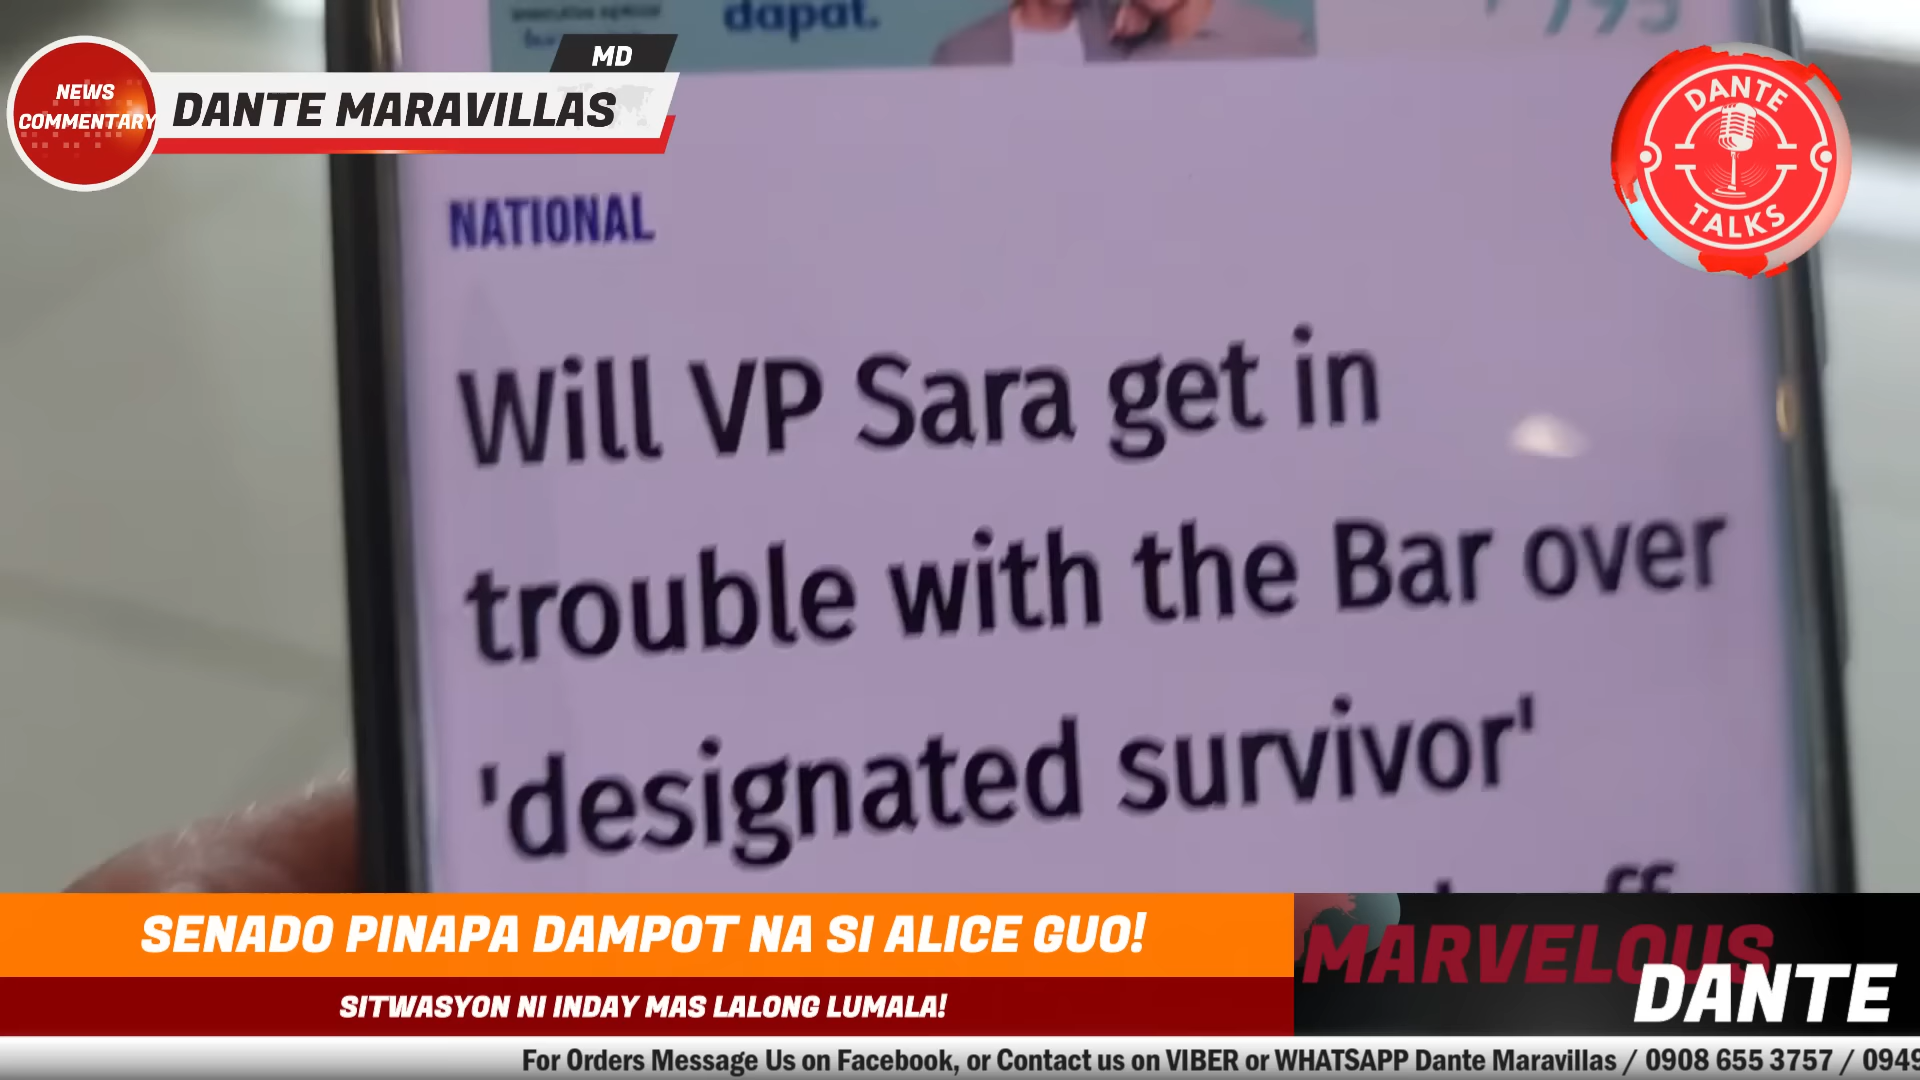 dapat.
₱795
MD
NEWS
COMMENTARY
DANTE MARAVILLAS
DANTE
TALKS
NATIONAL
Will VP Sara get in
trouble with the Bar over
'designated survivor'
SENADO PINAPA DAMPOT NA SI ALICE GUO!
SITWASYON NI INDAY MAS LALONG LUMALA!
MARVELOUS
DANTE
For Orders Message Us on Facebook, or Contact us on VIBER or WHATSAPP Dante Maravillas / 0908 655 3757 / 0949